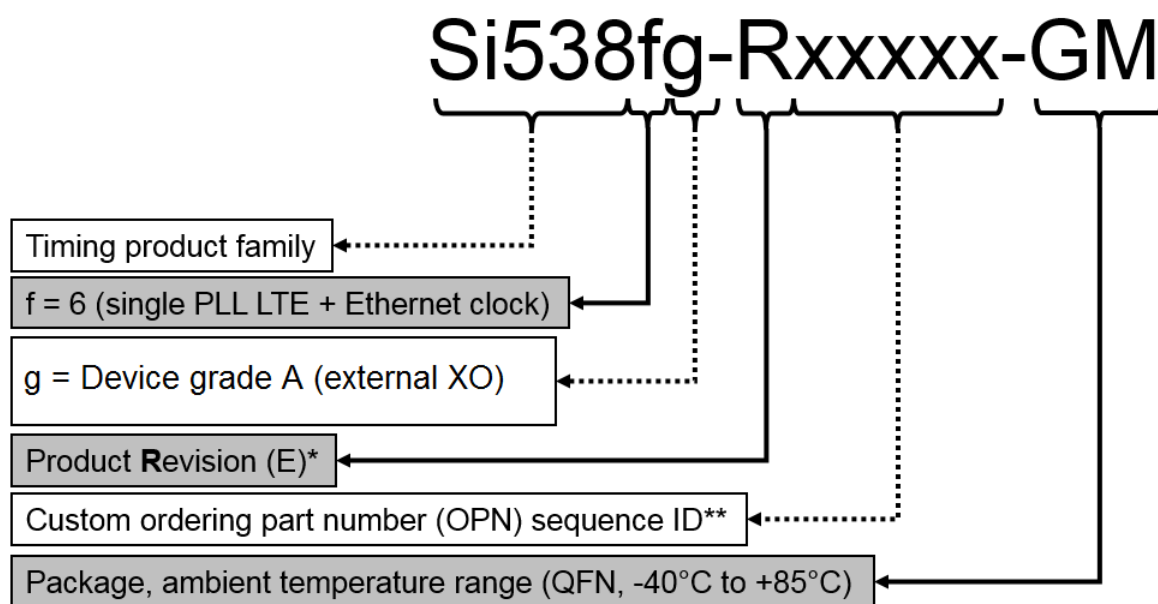 Si538fg-Rxxxxx-GM
Timing product family
f = 6 (single PLL LTE + Ethernet clock)
g = Device grade A (external XO)
Product Revision (E)*
Custom ordering part number (OPN) sequence ID**
Package, ambient temperature range (QFN, -40°C to +85°C)